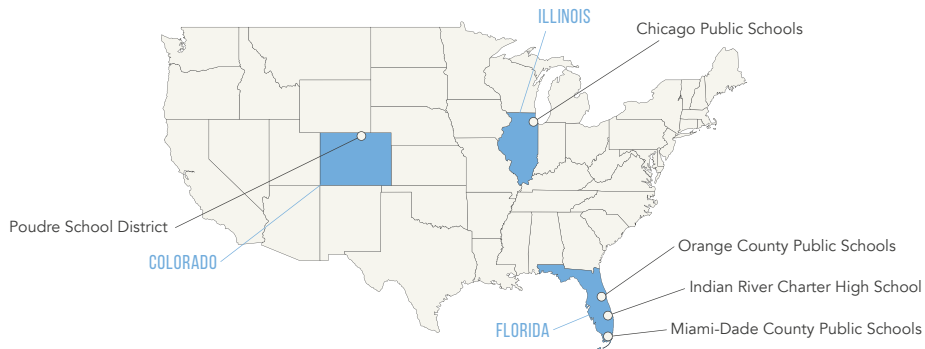 ILLINOIS
Chicago Public Schools
Poudre School District
COLORADO
Orange County Public Schools
Indian River Charter High School
FLORIDA
Miami-Dade County Public Schools